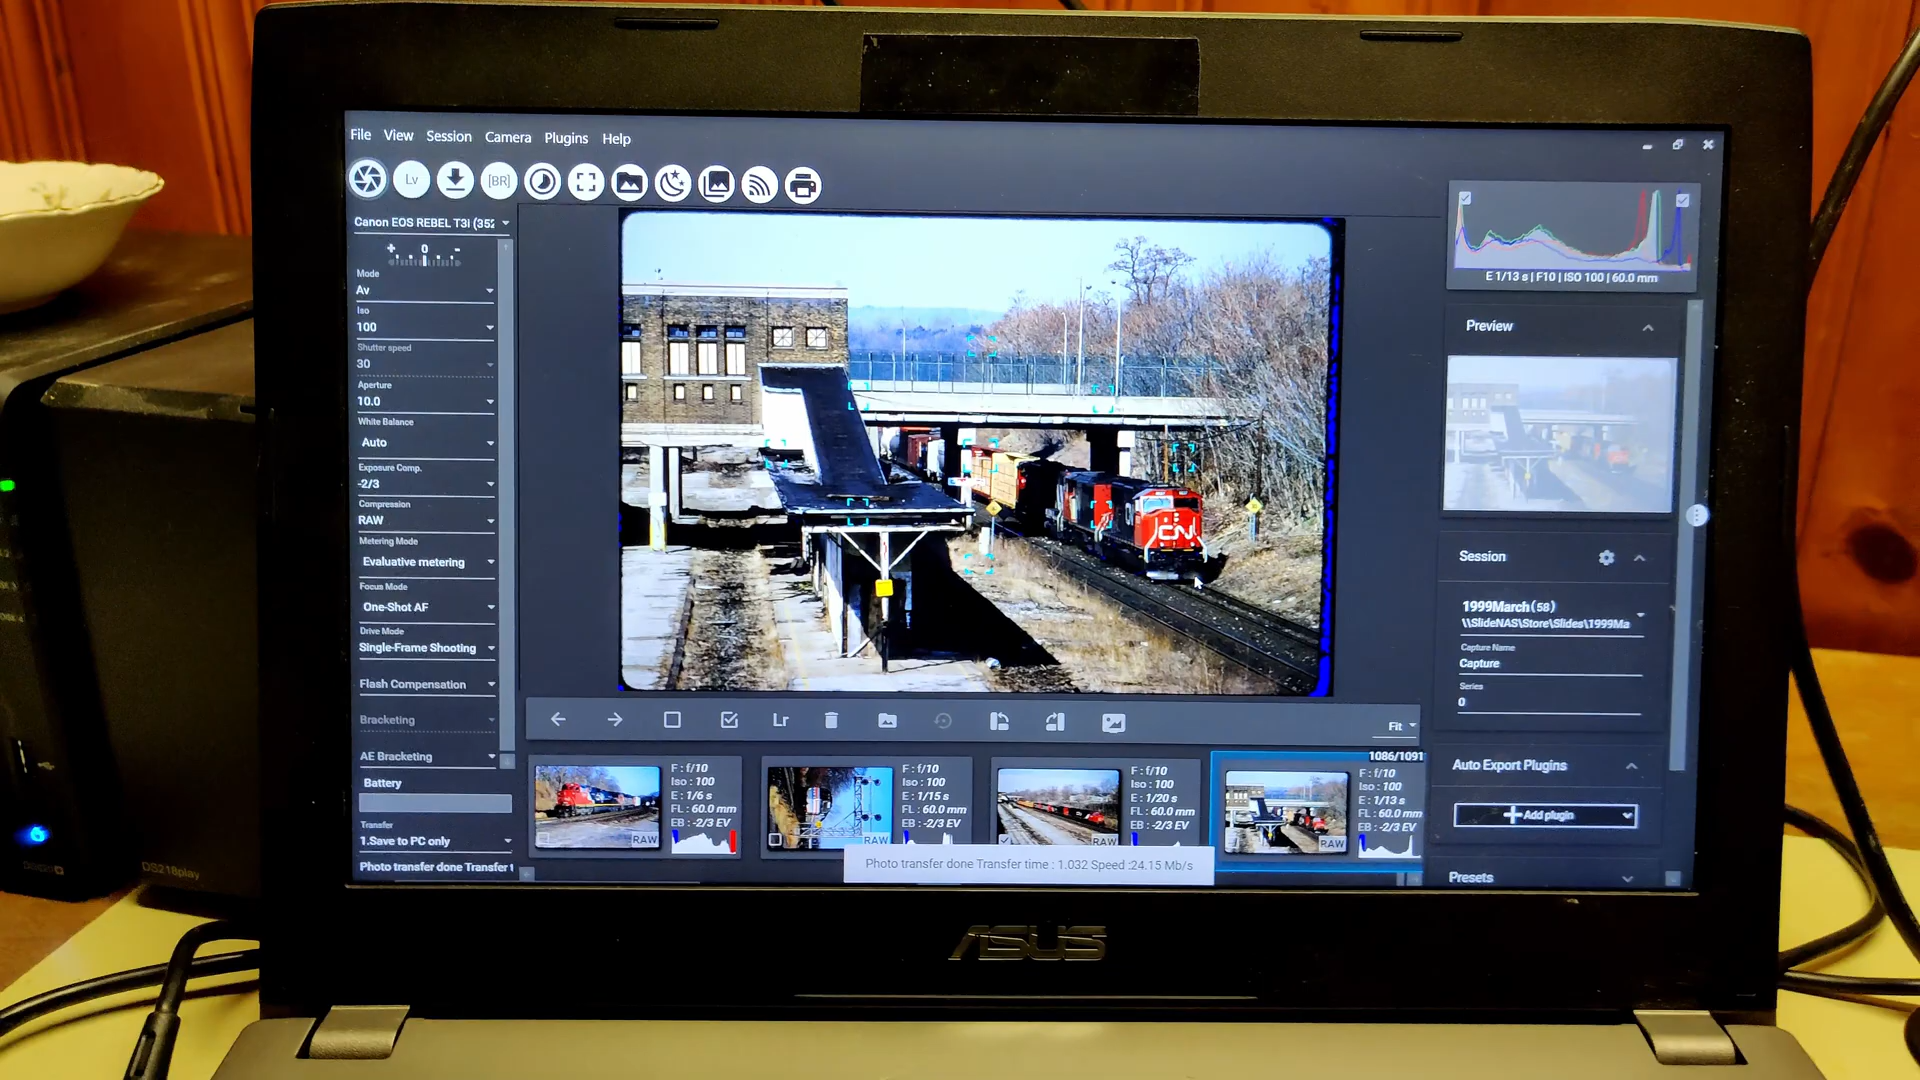 File View Session Camera Plugins Help
Lv [BR]
Canon EOS REBEL T3i (352
+ 0 -
Mode
Av
Iso
100
Shutter speed
30
Aperture
10.0
White Balance
Auto
Exposure Comp.
-2/3
Compression
RAW
Metering Mode
Evaluative metering
Focus Mode
One-Shot AF
Drive Mode
Single-Frame Shooting
Flash Compensation
Bracketing
AE Bracketing
Battery
Transfer
1.Save to PC only
Photo transfer done Transfer t
CN
E 1/13 s | F10 | ISO 100 | 60.0 mm
Preview
Session
1999March(58)
\\SlideNAS\Store\Slides\1999Ma
Capture Name
Capture
Series
0
Auto Export Plugins
Add plugin
Presets
Lr
Fit
F : f/10
Iso : 100
E : 1/6 s
FL : 60.0 mm
EB : -2/3 EV
RAW
F : f/10
Iso : 100
E : 1/15 s
FL : 60.0 mm
EB : -2/3 EV
RAW
F : f/10
Iso : 100
E : 1/20 s
FL : 60.0 mm
EB : -2/3 EV
RAW
1086/1091
F : f/10
Iso : 100
E : 1/13 s
FL : 60.0 mm
EB : -2/3 EV
RAW
Photo transfer done Transfer time : 1.032 Speed :24.15 Mb/s
DS218play
ASUS